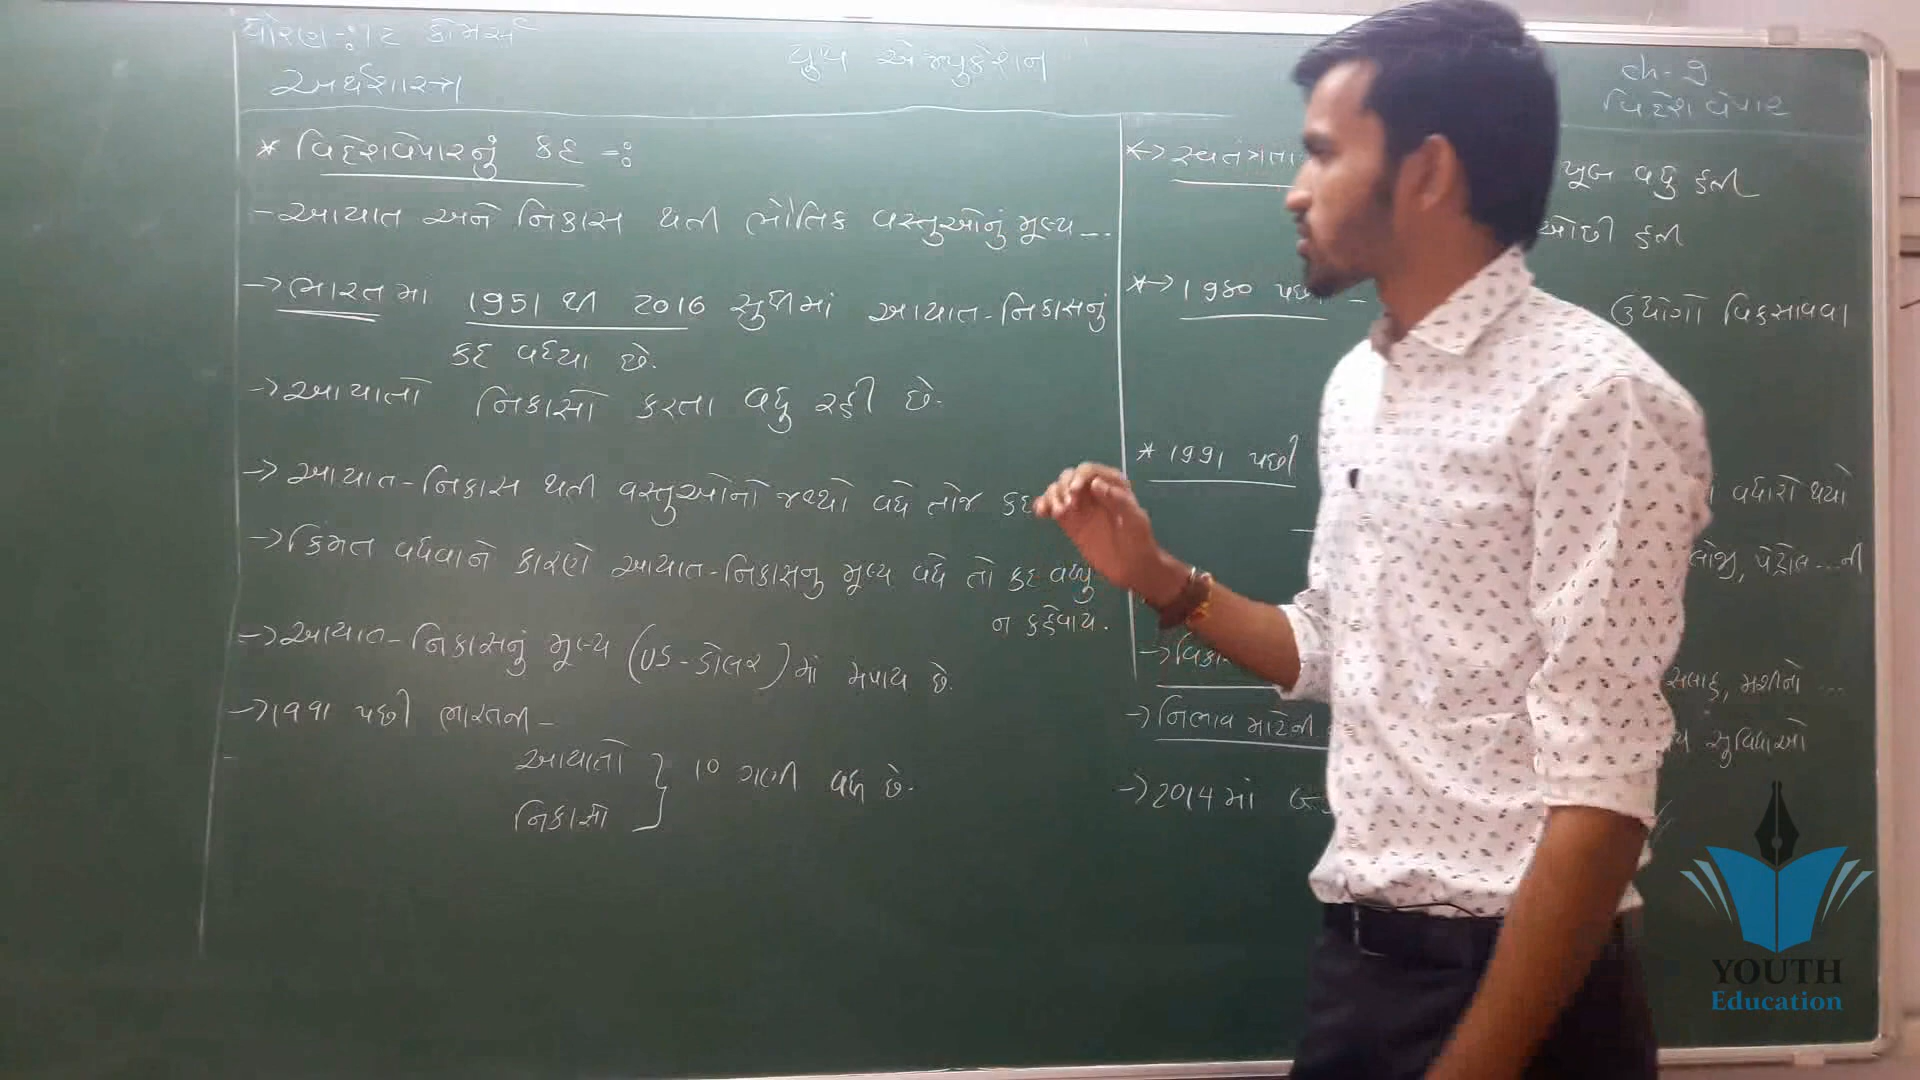 ધોરણ-:12 કોમર્સ
અર્થશાસ્ત્ર
યુથ એજ્યુકેશન
ch-9
વિદેશ વેપાર
* વિદેશવેપારનું કદ -:
- આયાત અને નિકાસ થતી ભૌતિક વસ્તુઓનું મૂલ્ય ---
-> ભારતમાં 1951 થી 2016 સુધીમાં આયાત-નિકાસનું
કદ વધ્યા છે.
-> આયાતો નિકાસો કરતા વધુ રહી છે.
-> આયાત-નિકાસ થતી વસ્તુઓનો જથ્થો વધે તોજ કદ
-> કિંમત વધવાને કારણે આયાત-નિકાસનુ મૂલ્ય વધે તો કદ વધ્યુ
ન કહેવાય.
-> આયાત-નિકાસનું મૂલ્ય (US-ડોલર) માં મપાય છે.
-> 1991 પછી ભારતની -
આયાતો
નિકાસો } 10 ગણી વધી છે.
*-> સ્વતંત્રતા ખૂબ વધુ હતી
ઓછી હતી
*-> 1980 પછી - ઉદ્યોગો વિકસાવવા
* 1991 પછી
વધારો થયો
લોજી, પેટ્રોલ ...ની
-> વિકાસ
સલાહ, મશીનો ...
-> નિભાવ માટેની
સુવિધાઓ
-> 2014માં
YOUTH
Education